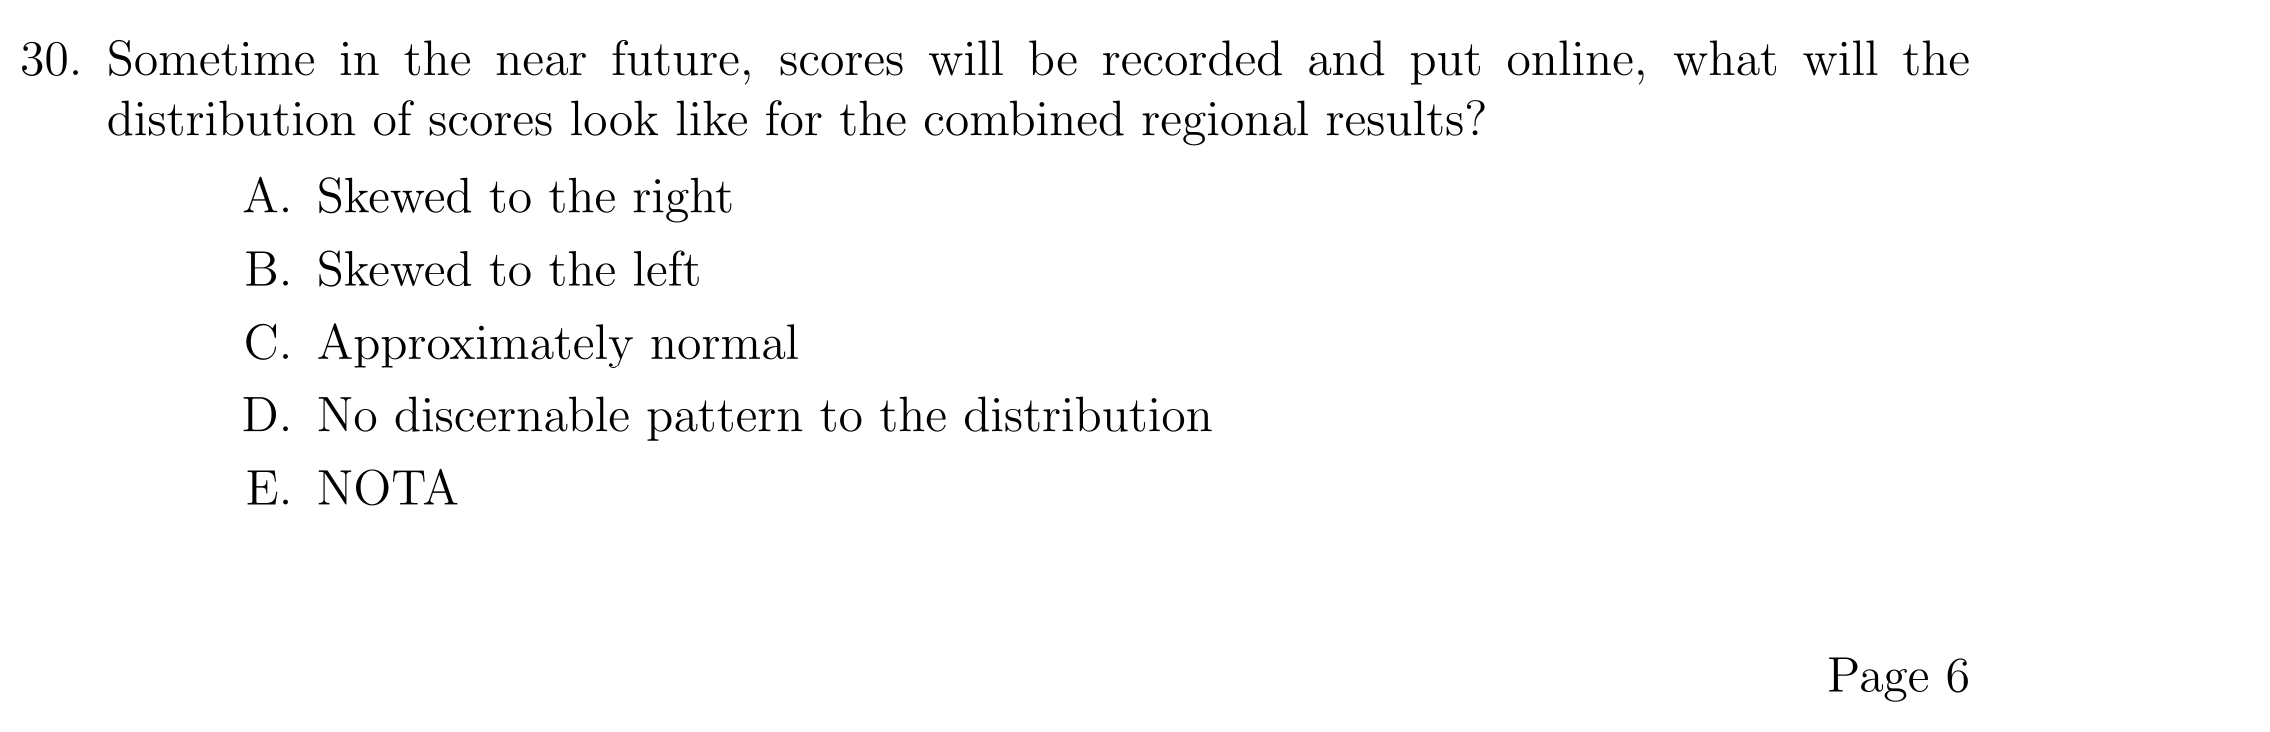 30. Sometime in the near future, scores will be recorded and put online, what will the
distribution of scores look like for the combined regional results?
A. Skewed to the right
B. Skewed to the left
C. Approximately normal
D. No discernable pattern to the distribution
E. NOTA
Page 6